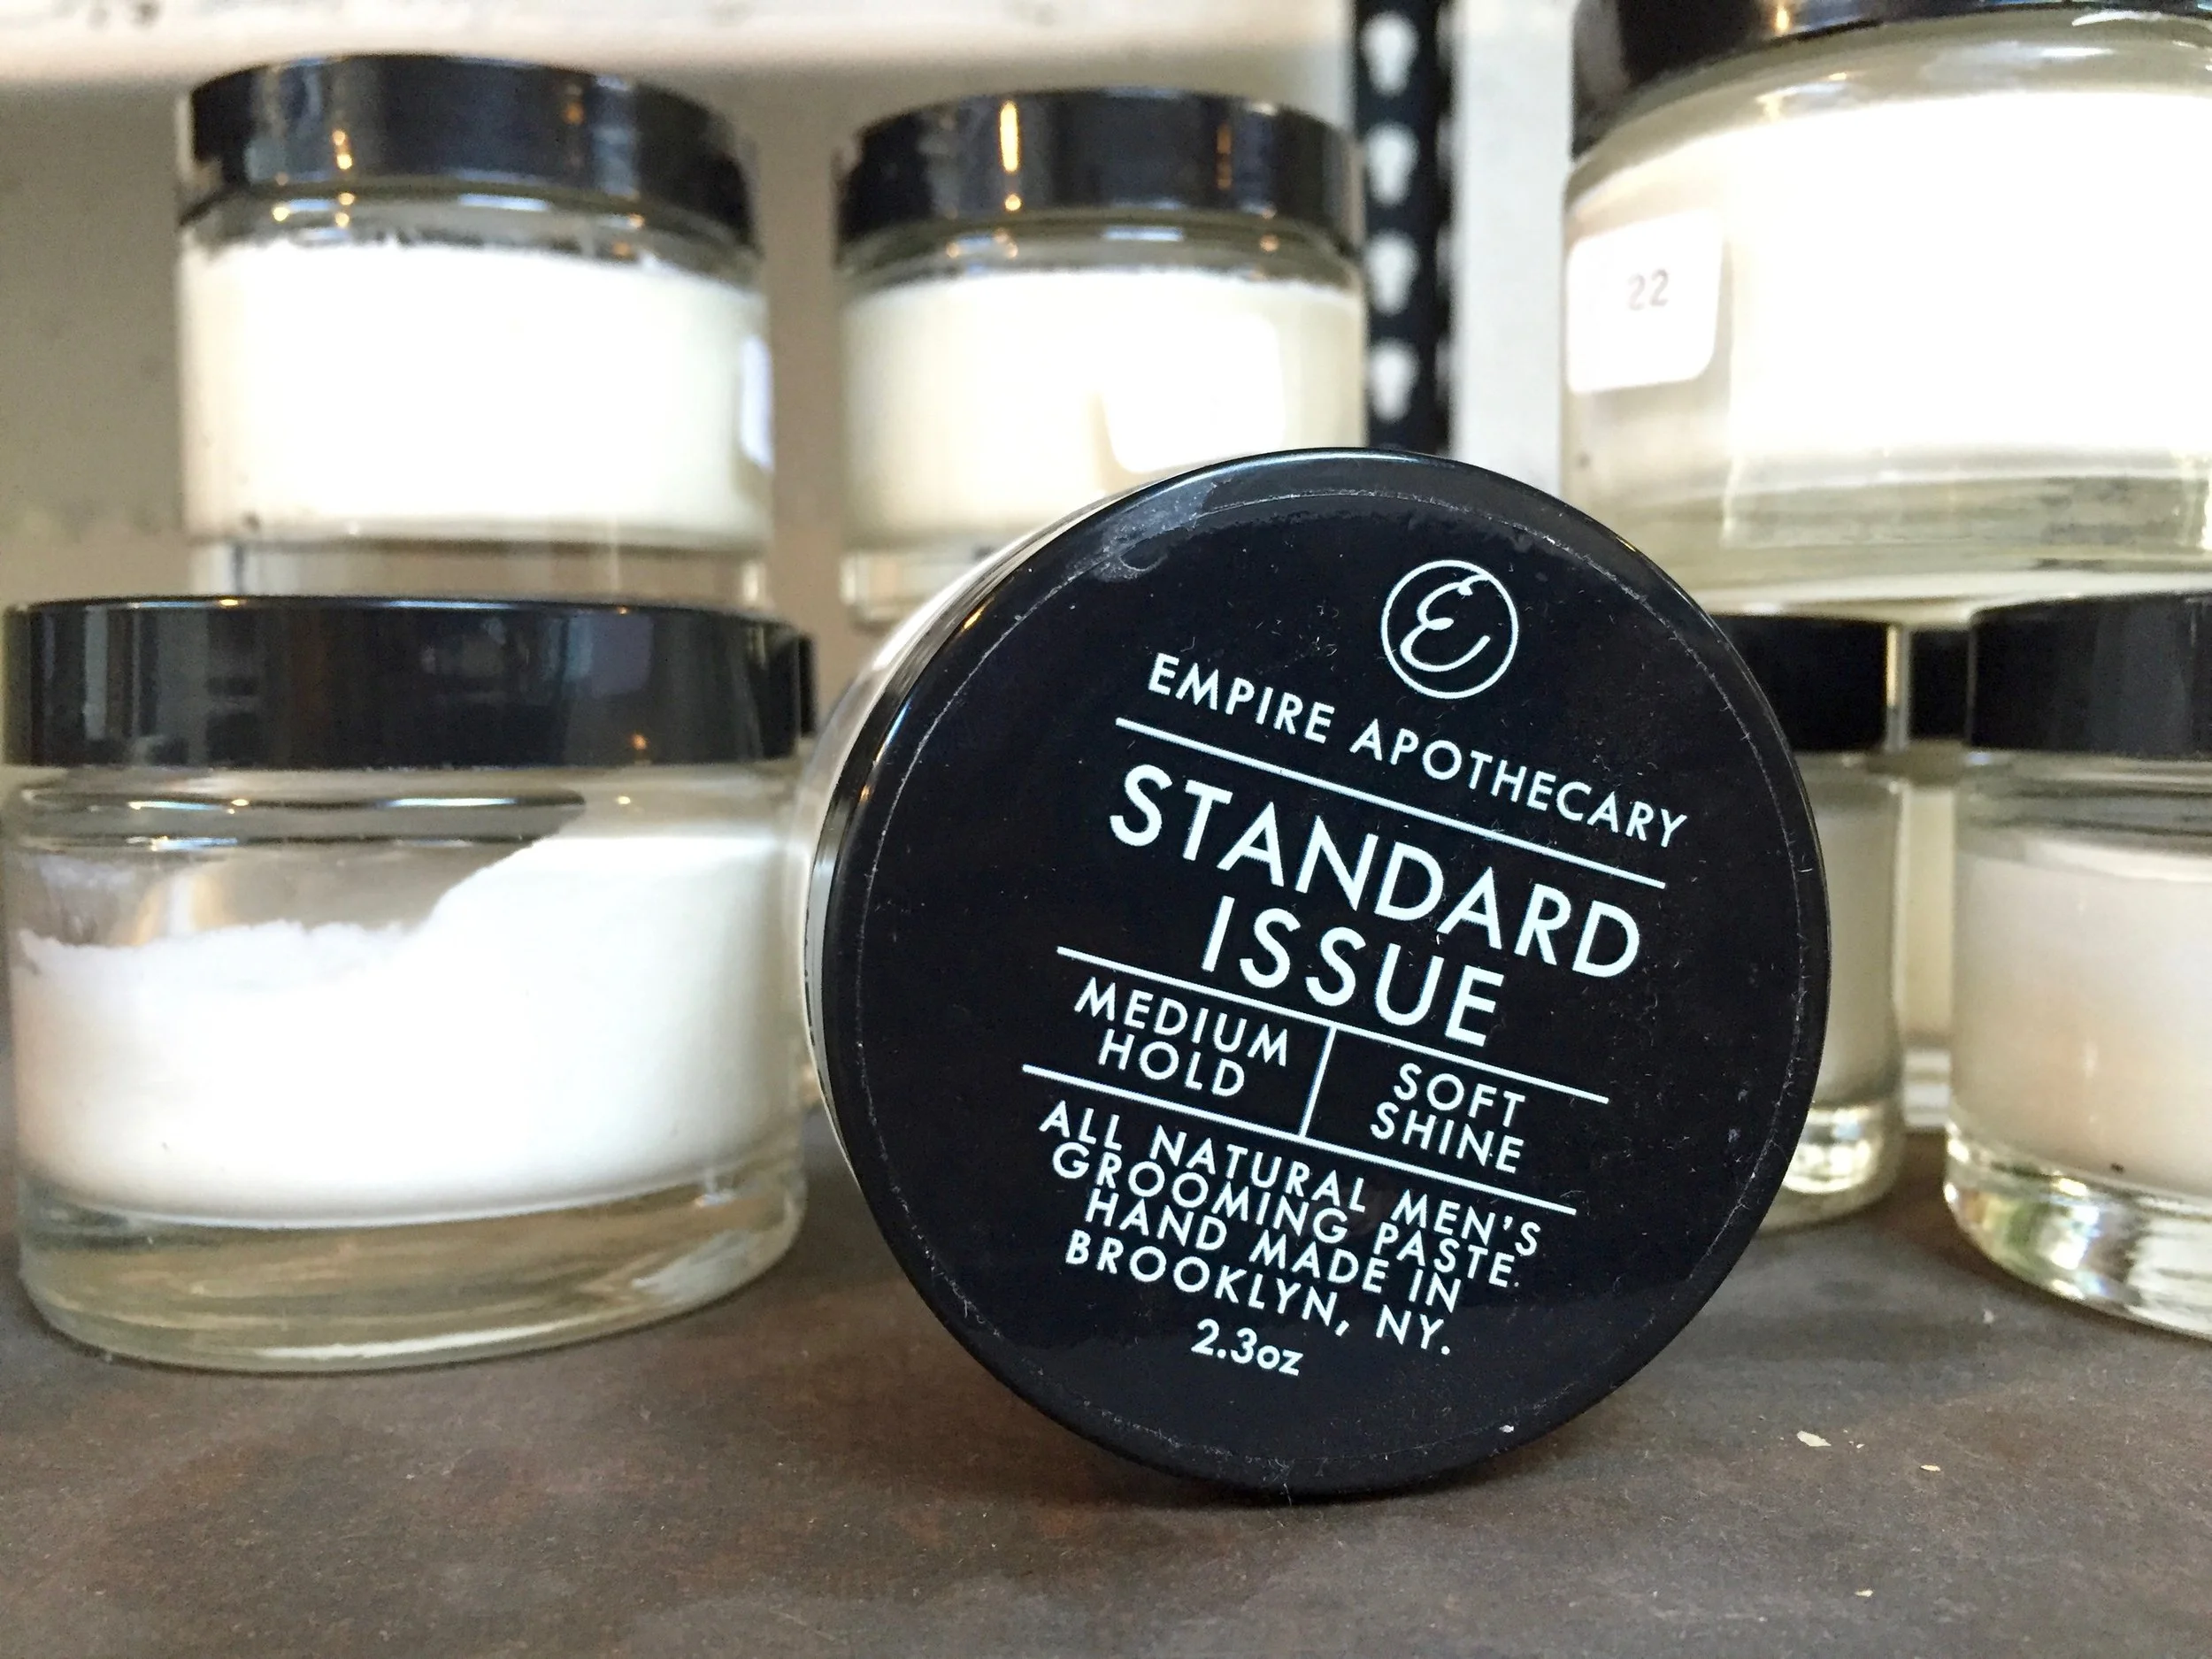 22
E
EMPIRE APOTHECARY
STANDARD
ISSUE
MEDIUM
HOLD
SOFT
SHINE
ALL NATURAL MEN'S
GROOMING PASTE
HAND MADE IN
BROOKLYN, NY.
2.3oz